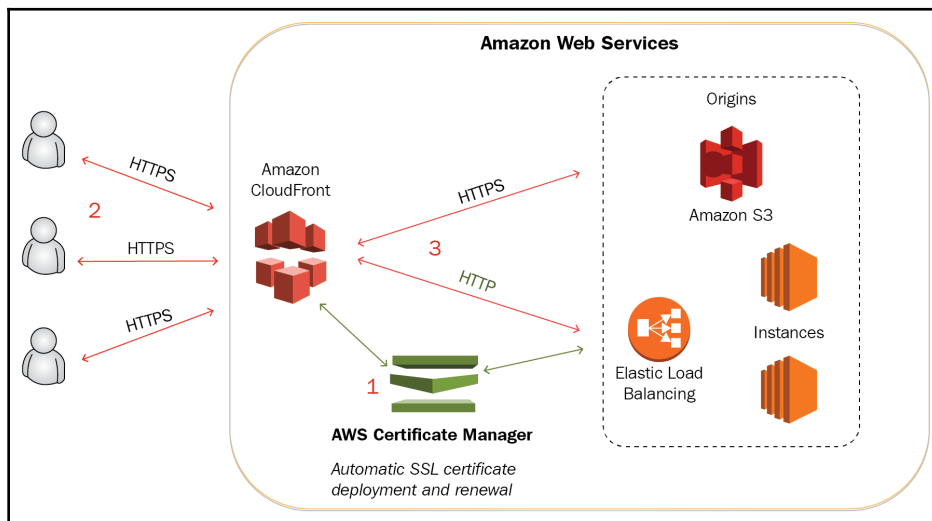 Amazon Web Services
Origins
Amazon
CloudFront
HTTPS
HTTPS
HTTPS
2
HTTPS
3
HTTP
Amazon S3
Instances
Elastic Load
Balancing
1
AWS Certificate Manager
Automatic SSL certificate
deployment and renewal